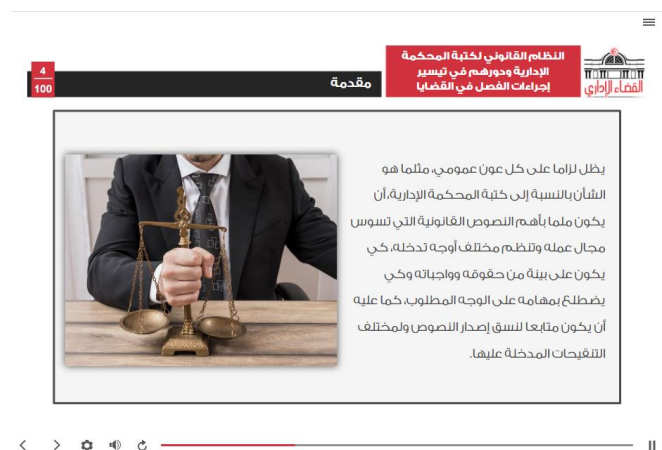 النظام القانوني لكتبة المحكمة
الإدارية ودورهم في تيسير
إجراءات الفصل في القضايا
القضاء الإداري
مقدمة
4
100
يظل لزاما على كل عون عمومي، مثلما هو
الشأن بالنسبة إلى كتبة المحكمة الإدارية، أن
يكون ملما بأهم النصوص القانونية التي تسوس
مجال عمله وتنظم مختلف أوجه تدخله، كي
يكون على بينة من حقوقه وواجباته وكي
يضطلع بمهامه على الوجه المطلوب، كما عليه
أن يكون متابعا لنسق إصدار النصوص ولمختلف
التنقيحات المدخلة عليها.